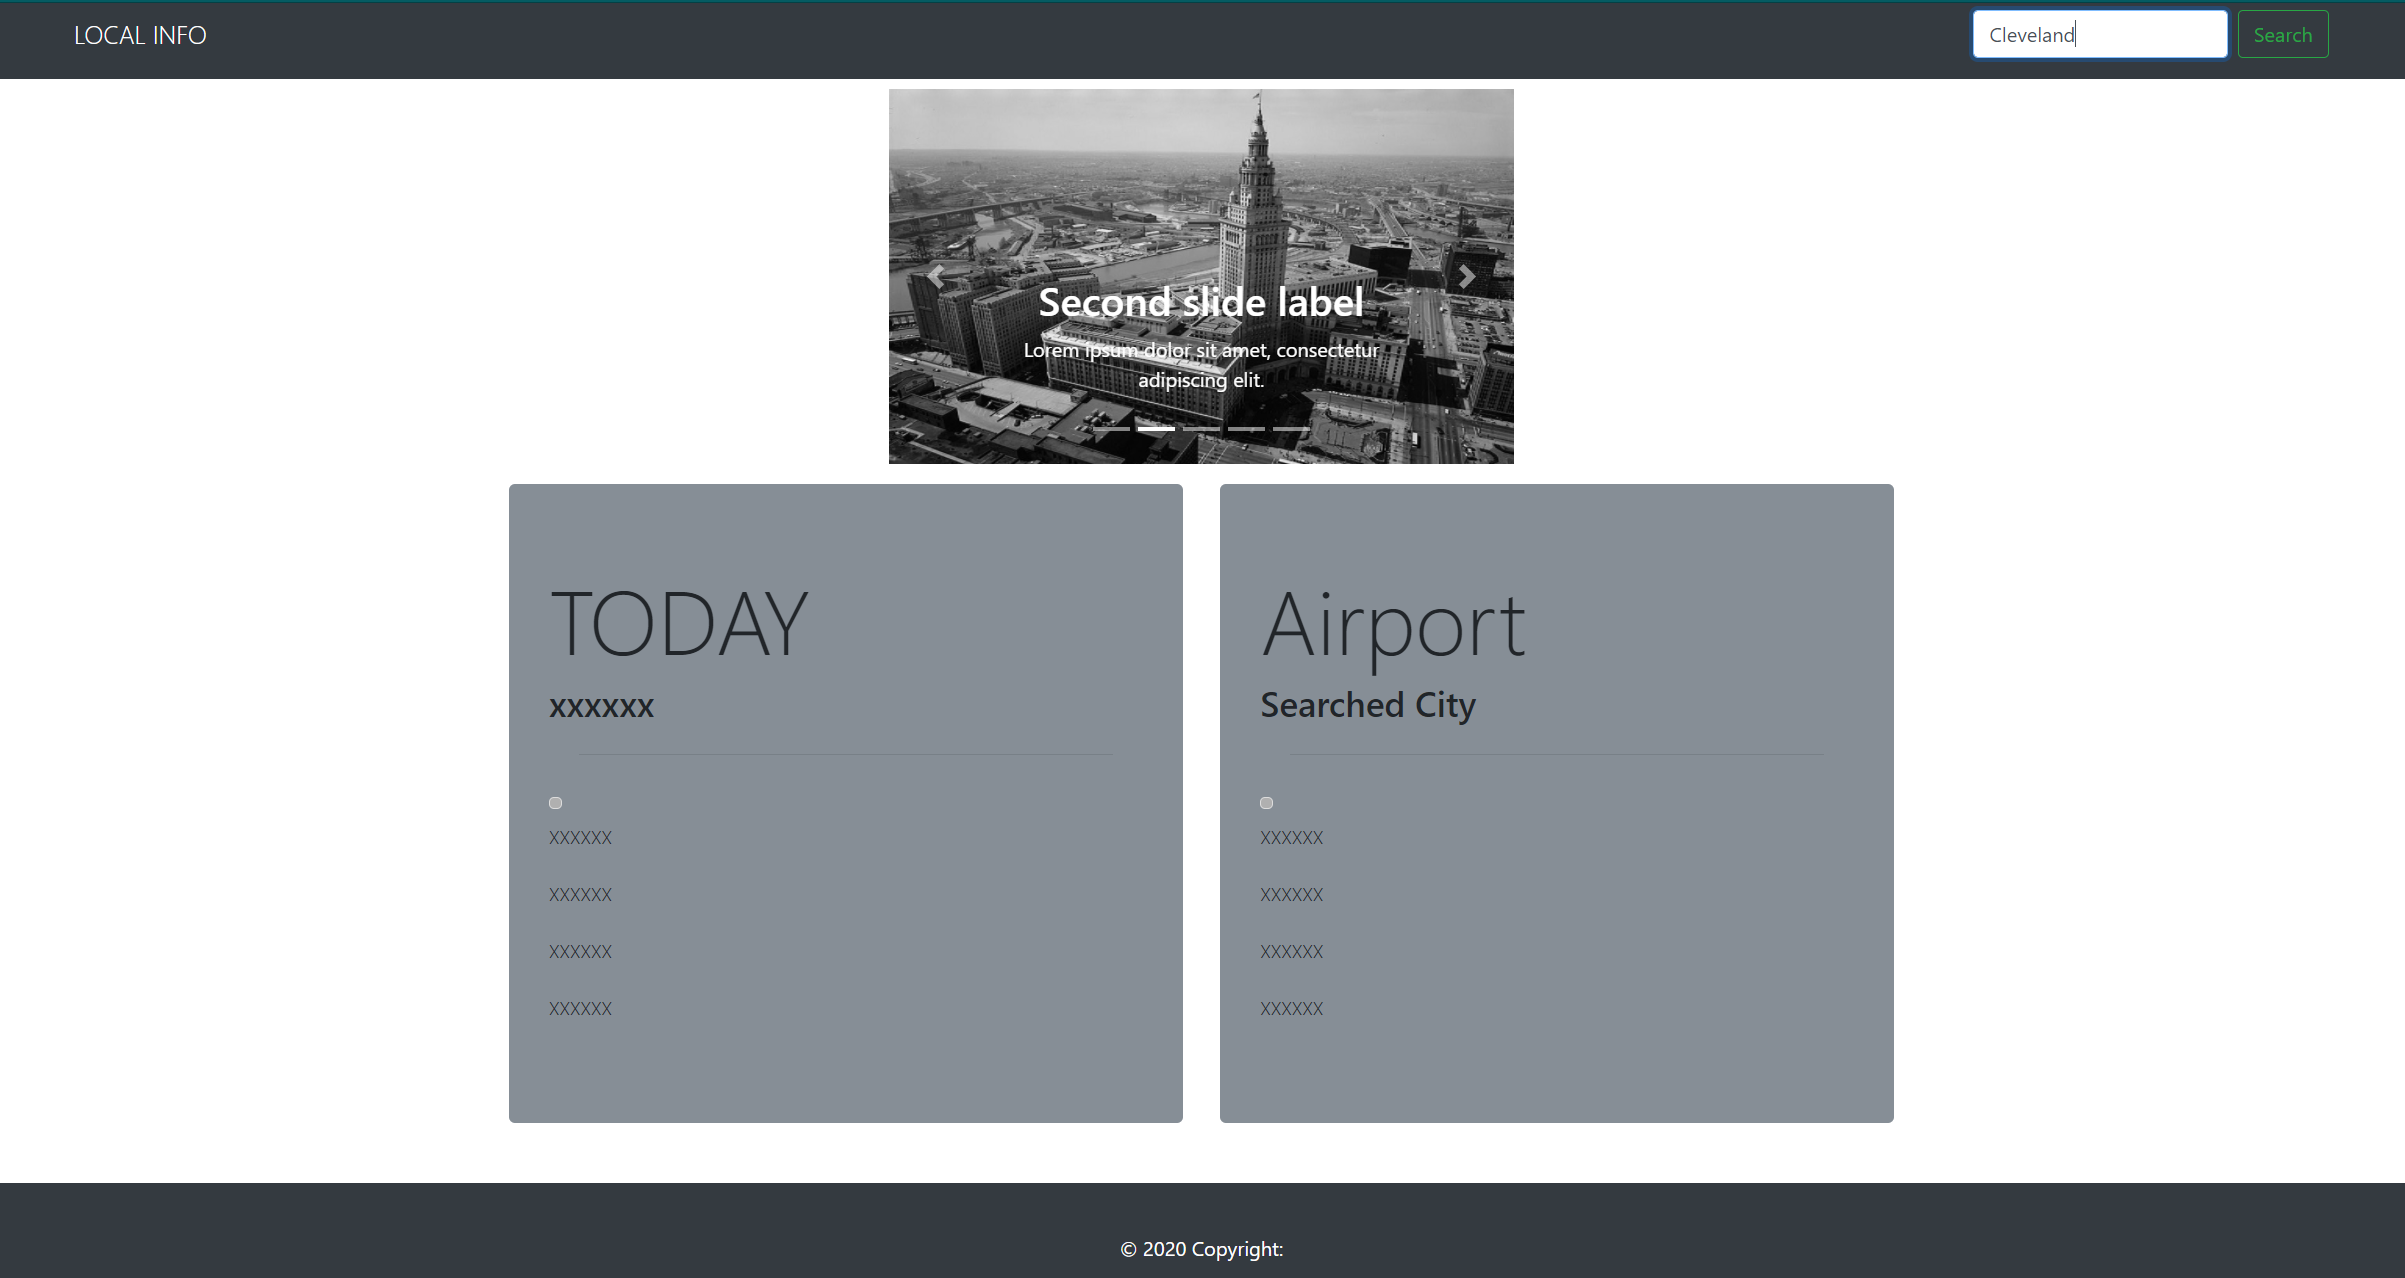 LOCAL INFO
Cleveland
Search
Second slide label
Lorem ipsum dolor sit amet, consectetur
adipiscing elit.
TODAY
xxxxxx
XXXXXX
XXXXXX
XXXXXX
XXXXXX
Airport
Searched City
XXXXXX
XXXXXX
XXXXXX
XXXXXX
© 2020 Copyright: